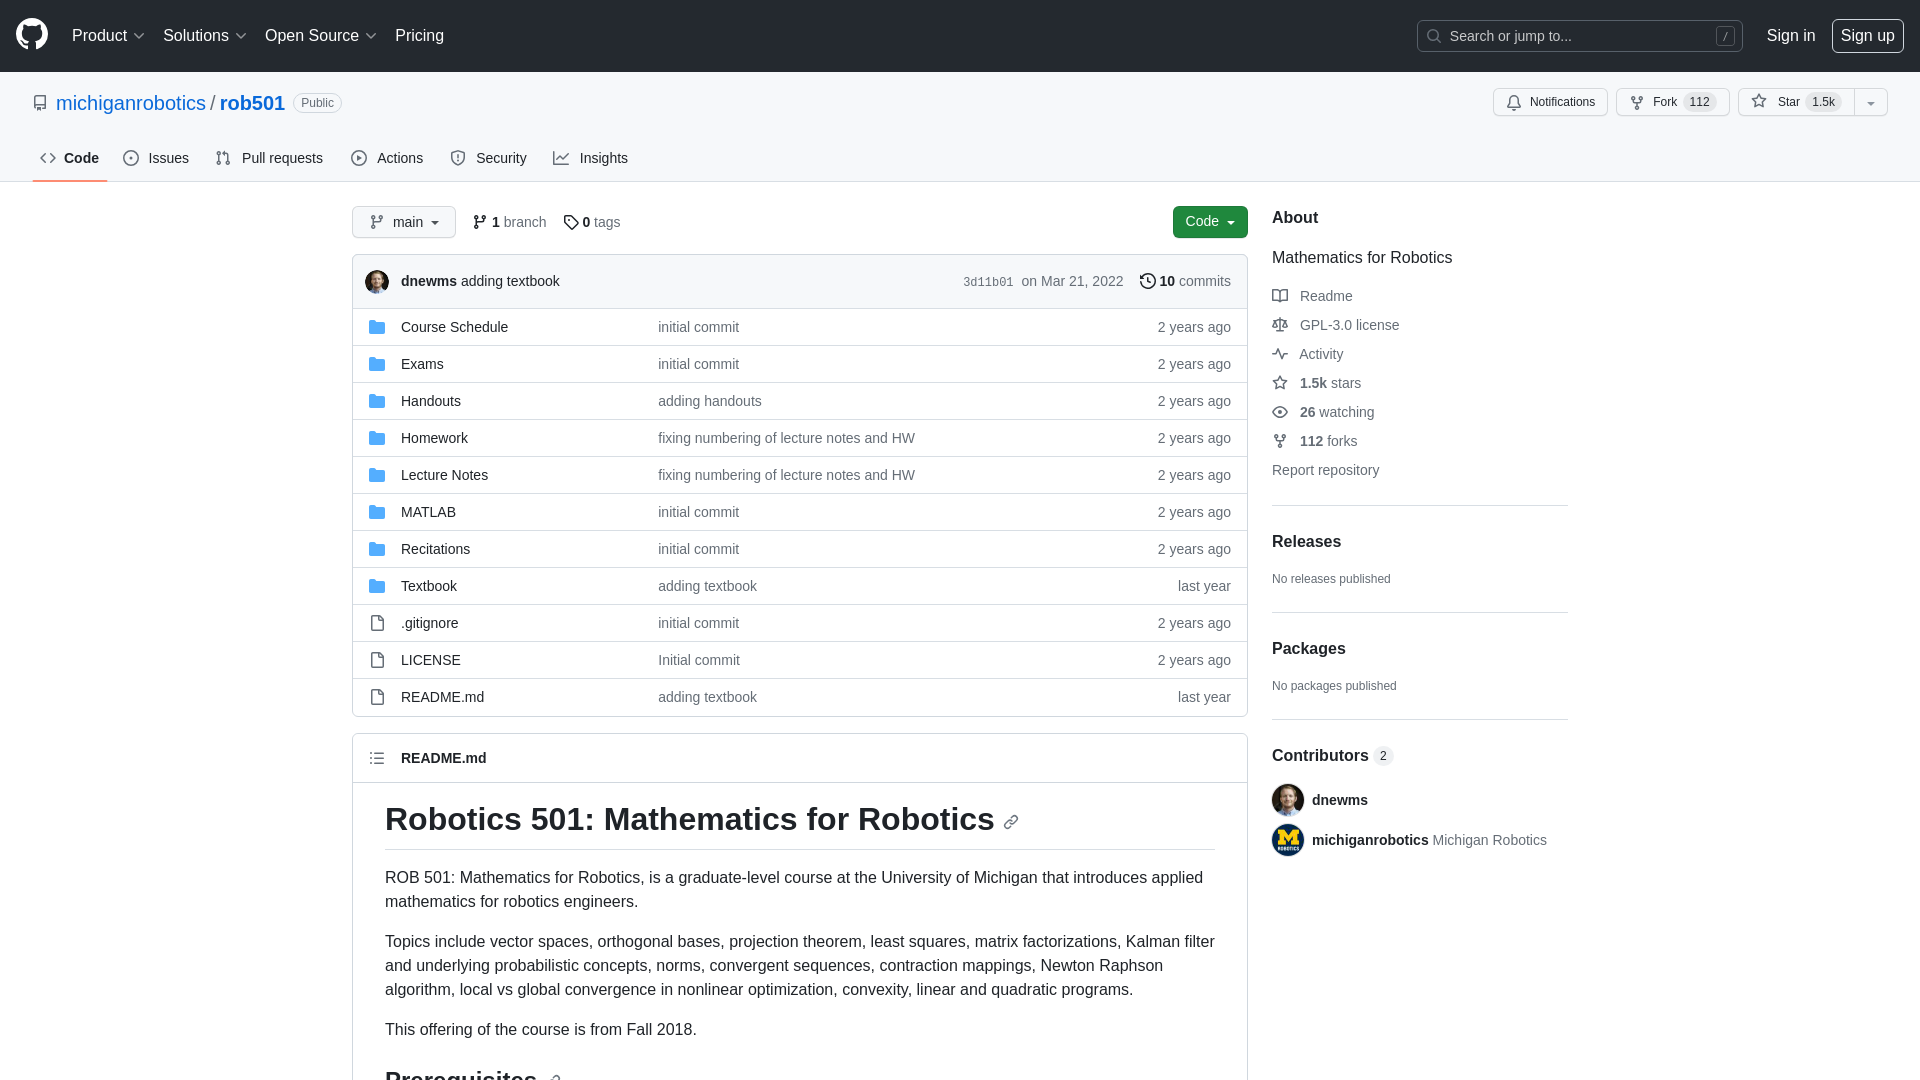 Product Solutions Open Source Pricing Search or jump to... / Sign in Sign up
michiganrobotics / rob501 Public Notifications Fork 112 Star 1.5k
Code Issues Pull requests Actions Security Insights
main 1 branch 0 tags Code
dnewms adding textbook 3d11b01 on Mar 21, 2022 10 commits
Course Schedule initial commit 2 years ago
Exams initial commit 2 years ago
Handouts adding handouts 2 years ago
Homework fixing numbering of lecture notes and HW 2 years ago
Lecture Notes fixing numbering of lecture notes and HW 2 years ago
MATLAB initial commit 2 years ago
Recitations initial commit 2 years ago
Textbook adding textbook last year
.gitignore initial commit 2 years ago
LICENSE Initial commit 2 years ago
README.md adding textbook last year
README.md
Robotics 501: Mathematics for Robotics
ROB 501: Mathematics for Robotics, is a graduate-level course at the University of Michigan that introduces applied
mathematics for robotics engineers.
Topics include vector spaces, orthogonal bases, projection theorem, least squares, matrix factorizations, Kalman filter
and underlying probabilistic concepts, norms, convergent sequences, contraction mappings, Newton Raphson
algorithm, local vs global convergence in nonlinear optimization, convexity, linear and quadratic programs.
This offering of the course is from Fall 2018.
Prerequisites
About
Mathematics for Robotics
Readme
GPL-3.0 license
Activity
1.5k stars
26 watching
112 forks
Report repository
Releases
No releases published
Packages
No packages published
Contributors 2
dnewms
M
ROBOTICS
michiganrobotics Michigan Robotics